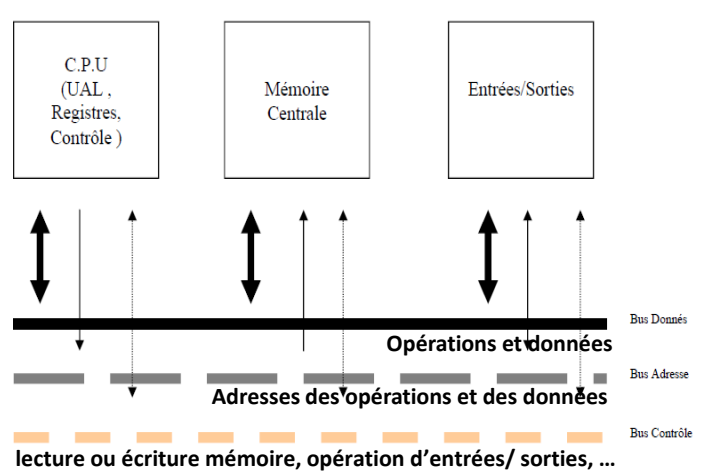 C.P.U
(UAL ,
Registres,
Contrôle )
Mémoire
Centrale
Entrées/Sorties
Bus Donnés
Opérations et données
Bus Adresse
Adresses des opérations et des données
Bus Contrôle
lecture ou écriture mémoire, opération d’entrées/ sorties, …